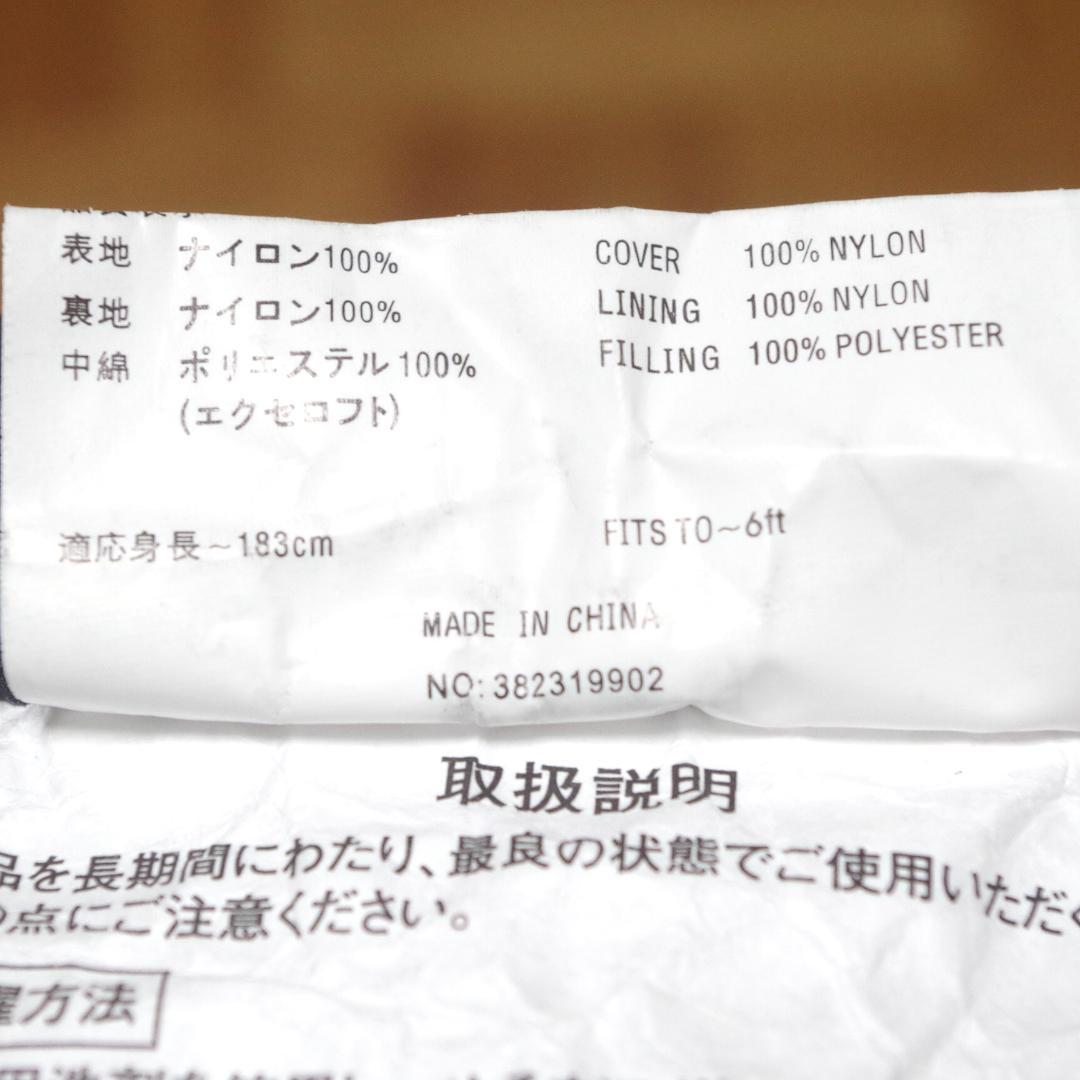 表地 ナイロン100% COVER 100% NYLON
裏地 ナイロン100% LINING 100% NYLON
中綿 ポリエステル100% FILLING 100% POLYESTER
(エクセロフト)
適応身長～183cm FITS TO～6ft
MADE IN CHINA
NO:382319902
取扱説明
品を長期間にわたり、最良の状態でご使用いただく
の点にご注意ください。
濯方法